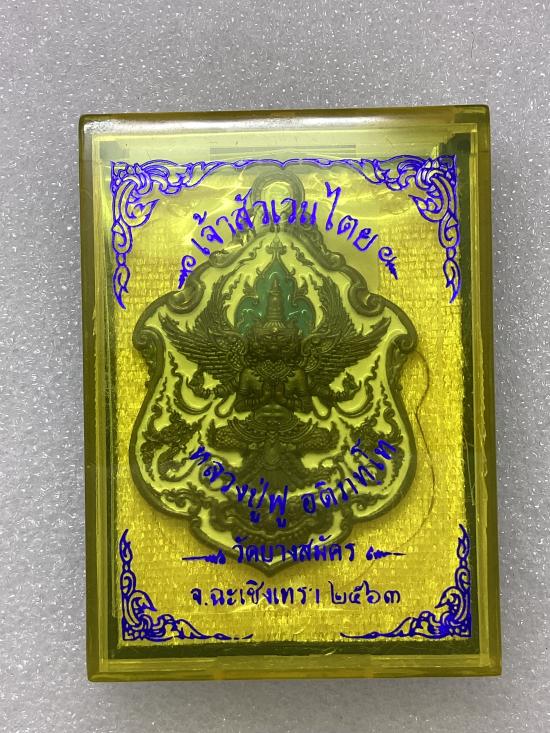 เจ้าสัวเวนไตย
หลวงปู่ฟู อติภทฺโท
วัดบางสมัคร
จ.ฉะเชิงเทรา ๒๕๖๓